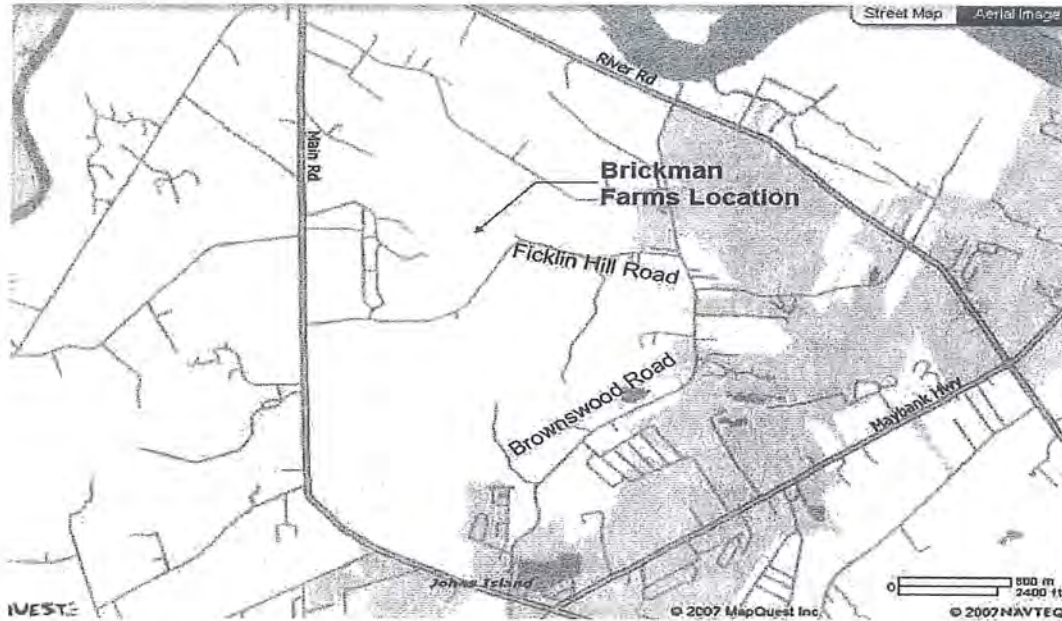 Street Map Aerial Image
River Rd
Main Rd
Brickman
Farms Location
Ficklin Hill Road
Brownswood Road
Maybank Hwy
Johns Island
0
800 m
2400 ft
© 2007 MapQuest Inc.
© 2007 NAVTEQ